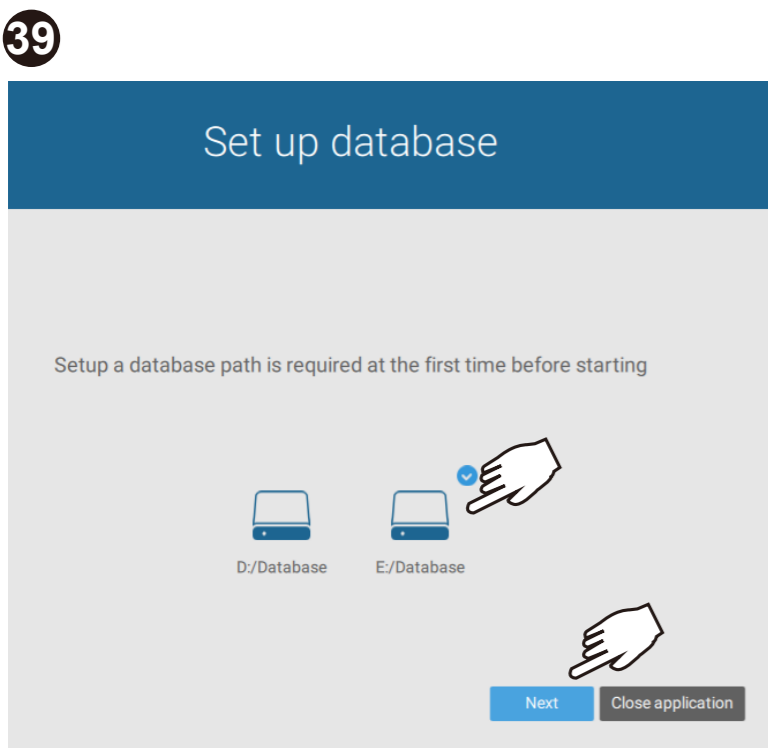 39
Set up database
Setup a database path is required at the first time before starting
D:/Database E:/Database
Next Close application